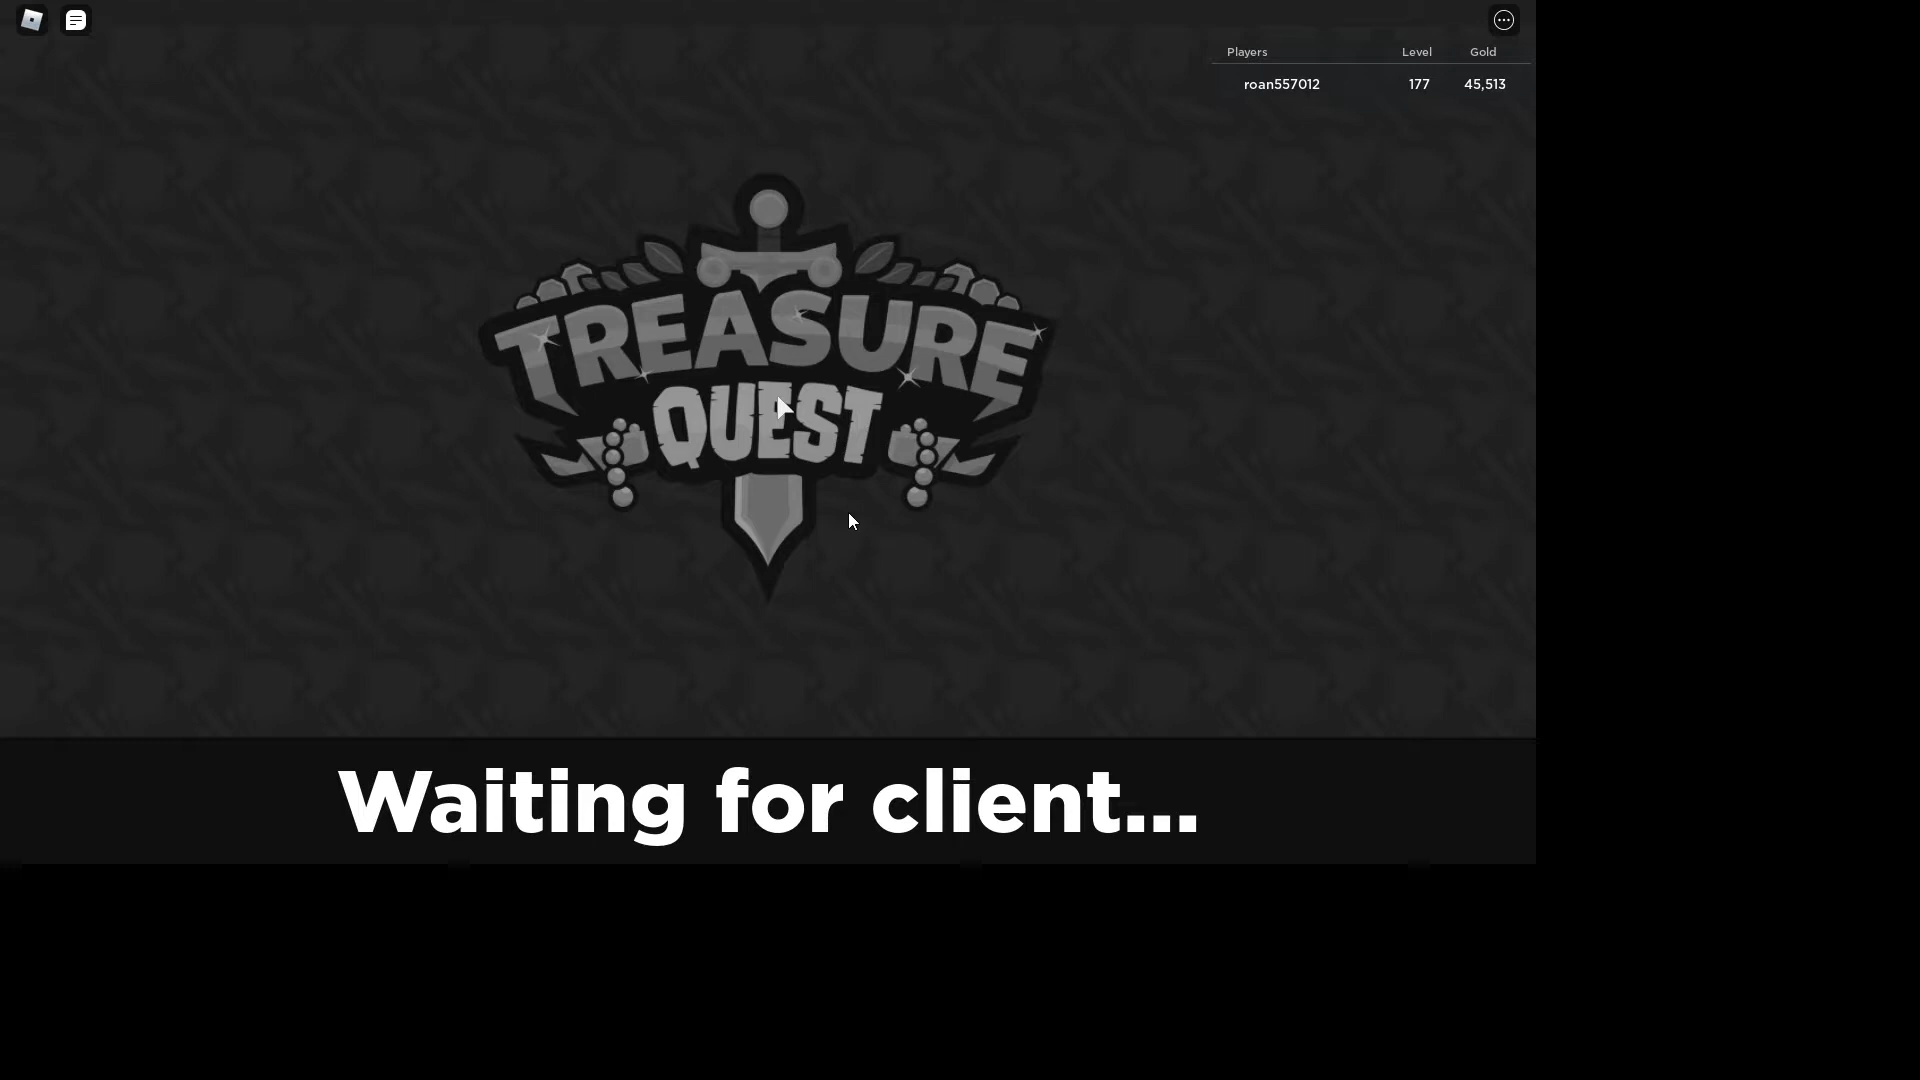 Players Level Gold
roan557012 177 45,513
TREASURE
QUEST
Waiting for client...